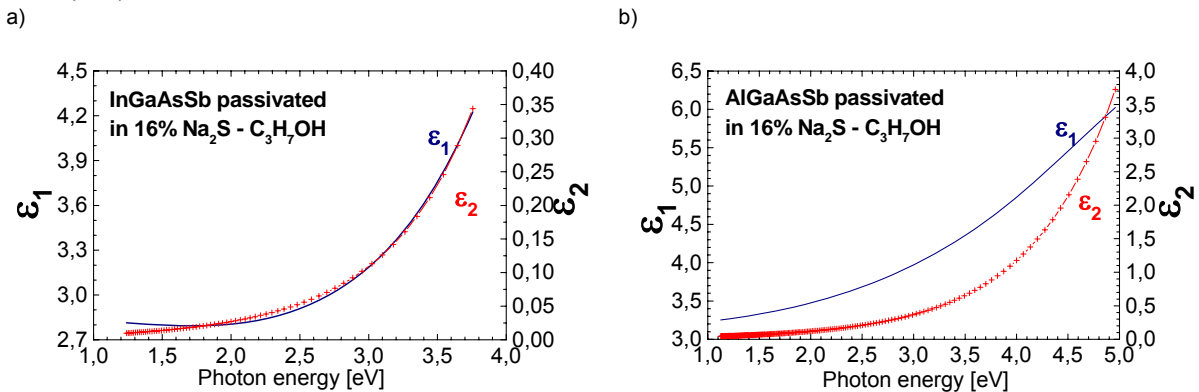 a)
b)
4,5
4,2
3,9
3,6
3,3
3,0
2,7
ε1
InGaAsSb passivated
in 16% Na2S - C3H7OH
ε1
ε2
0,40
0,35
0,30
0,25
0,20
0,15
0,10
0,05
0,00
ε2
1,0 1,5 2,0 2,5 3,0 3,5 4,0
Photon energy [eV]
6,5
6,0
5,5
5,0
4,5
4,0
3,5
3,0
ε1
AlGaAsSb passivated
in 16% Na2S - C3H7OH
ε1
ε2
4,0
3,5
3,0
2,5
2,0
1,5
1,0
0,5
0,0
ε2
1,0 1,5 2,0 2,5 3,0 3,5 4,0 4,5 5,0
Photon energy [eV]